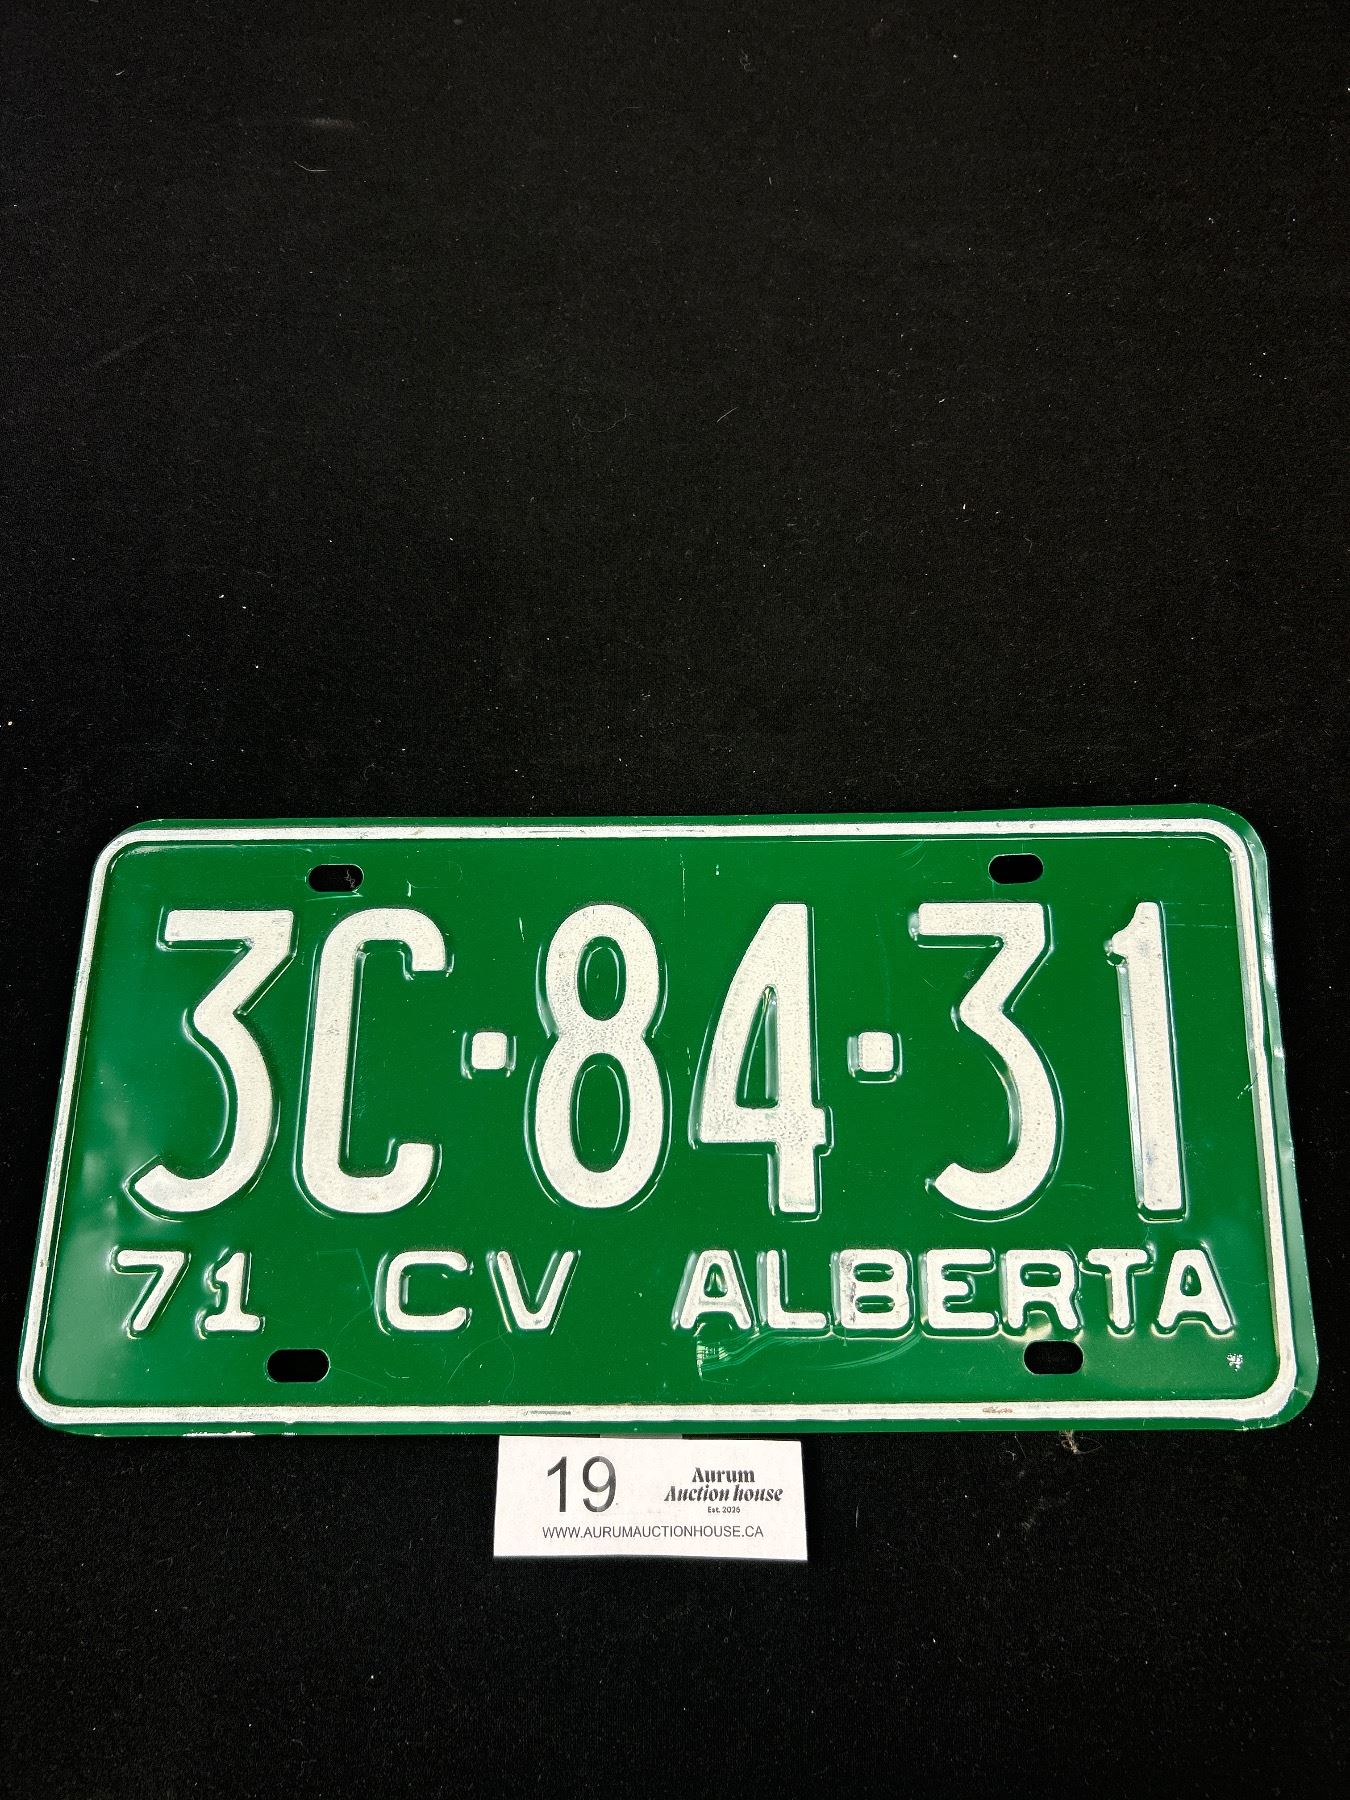 3C·84·31
71 CV ALBERTA
19 Aurum
Auction house
Est. 2026
WWW.AURUMAUCTIONHOUSE.CA